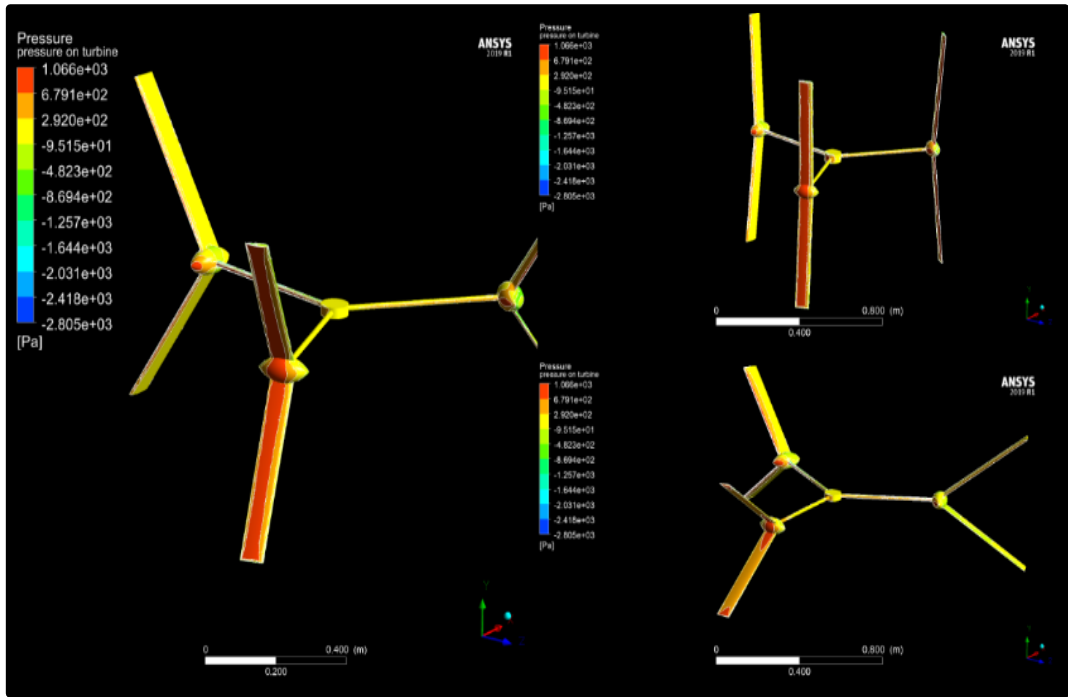 Pressure
pressure on turbine
1.066e+03
6.791e+02
2.920e+02
-9.515e+01
-4.823e+02
-8.694e+02
-1.257e+03
-1.644e+03
-2.031e+03
-2.418e+03
-2.805e+03
[Pa]
ANSYS
2019 R1
0 0.400 (m)
0.200
Pressure
pressure on turbine
1.066e+03
6.791e+02
2.920e+02
-9.515e+01
-4.823e+02
-8.694e+02
-1.257e+03
-1.644e+03
-2.031e+03
-2.418e+03
-2.805e+03
[Pa]
ANSYS
2019 R1
0 0.800 (m)
0.400
Pressure
pressure on turbine
1.066e+03
6.791e+02
2.920e+02
-9.515e+01
-4.823e+02
-8.694e+02
-1.257e+03
-1.644e+03
-2.031e+03
-2.418e+03
-2.805e+03
[Pa]
ANSYS
2019 R1
0 0.800 (m)
0.400